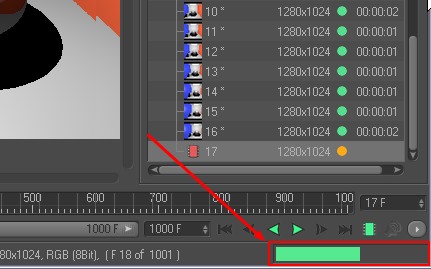 10 * 1280x1024 00:00:02
11 * 1280x1024 00:00:01
12 * 1280x1024 00:00:01
13 * 1280x1024 00:00:01
14 * 1280x1024 00:00:01
15 * 1280x1024 00:00:01
16 * 1280x1024 00:00:02
17 1280x1024
500 600 700 800 900 100 17 F
1000 F 1000 F
80x1024, RGB (8Bit), ( F 18 of 1001 )